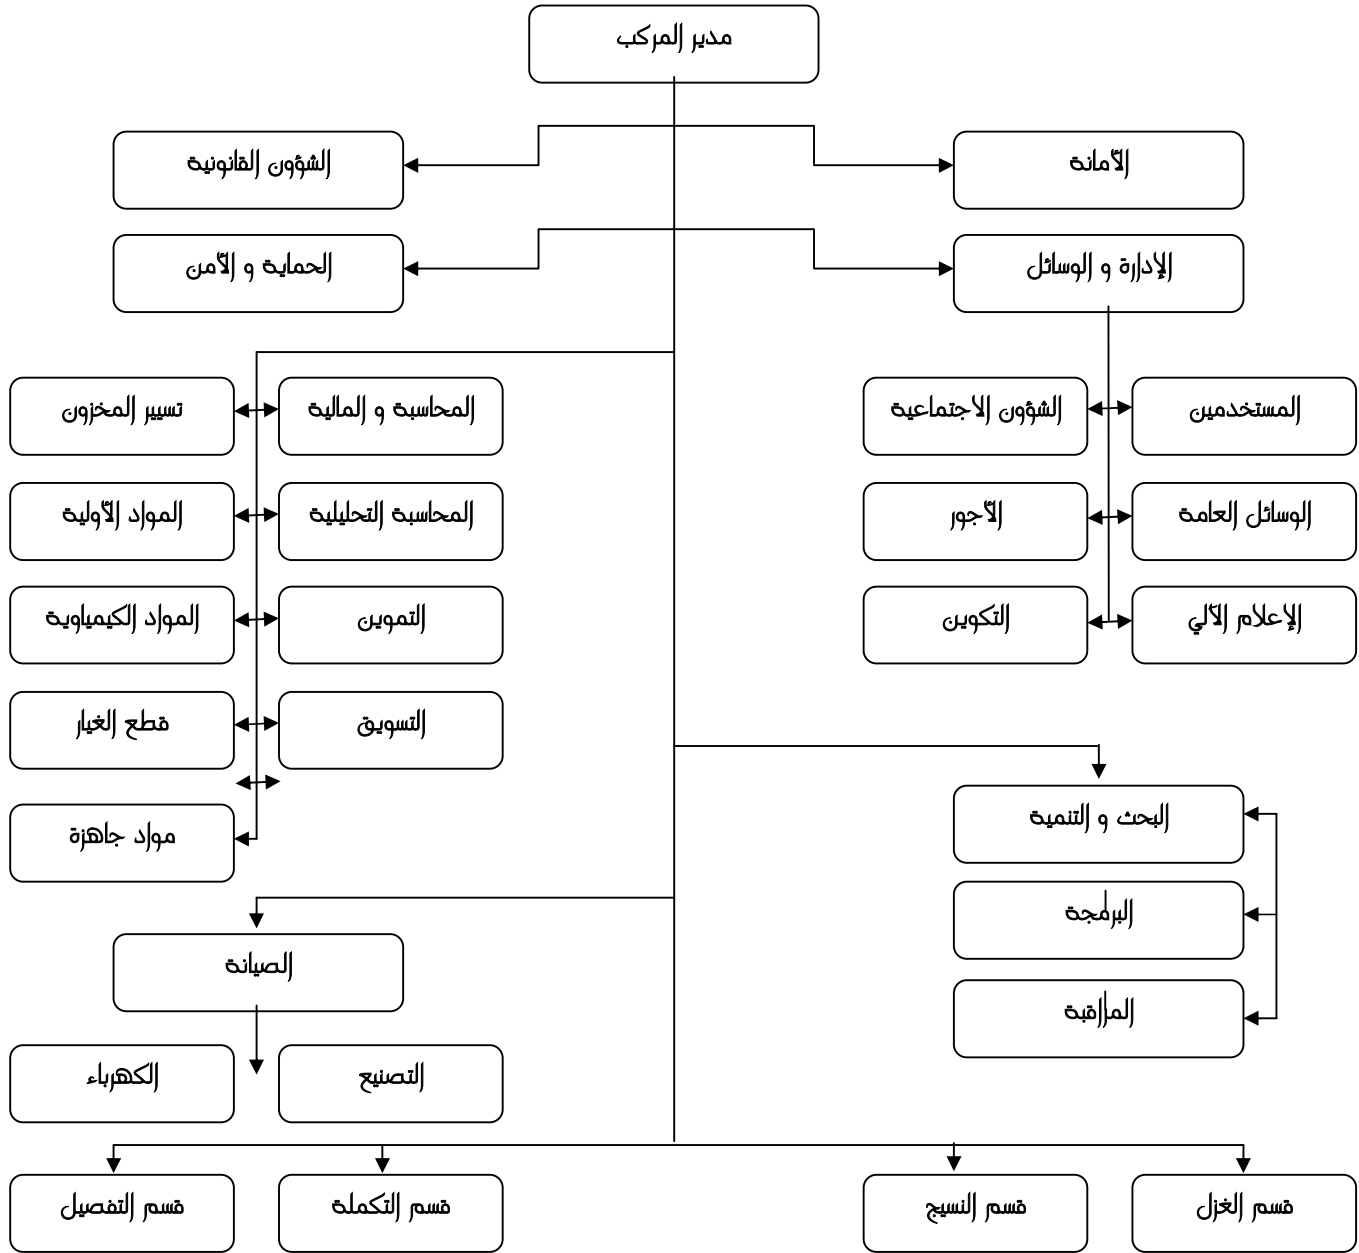 مدير المركب
الأمانة
الشؤون القانونية
الإدارة و الوسائل
الحماية و الأمن
المستخدمين
الشؤون الاجتماعية
المحاسبة و المالية
تسيير المخزون
الوسائل العامة
الأجور
المحاسبة التحليلية
المواد الأولية
الإعلام الآلي
التكوين
التموين
المواد الكيمياوية
التسويق
قطع الغيار
البحث و التنمية
مواد جاهزة
البرمجة
الصيانة
المراقبة
التصنيع
الكهرباء
قسم الغزل
قسم النسيج
قسم التكملة
قسم التفصيل